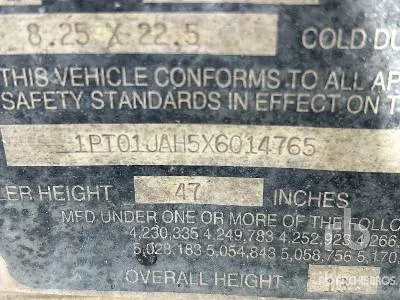 8.25 X 22.5 COLD DU
THIS VEHICLE CONFORMS TO ALL AP
SAFETY STANDARDS IN EFFECT ON T
1PT01JAH5X6014765
LER HEIGHT 47 INCHES
MFD UNDER ONE OR MORE OF THE FOLLO
4,230,335 4,249,783 4,252,923 4,266,
5,028,183 5,054,843 5,058,756 5,170,
OVERALL HEIGHT